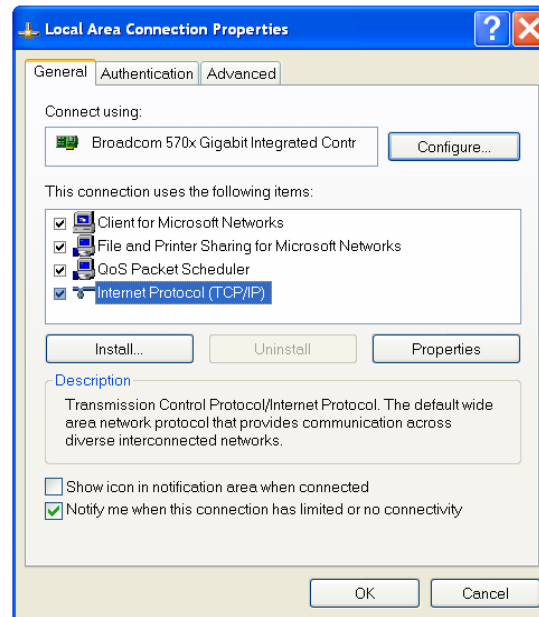 Local Area Connection Properties
General Authentication Advanced
Connect using:
Broadcom 570x Gigabit Integrated Contr
Configure...
This connection uses the following items:
Client for Microsoft Networks
File and Printer Sharing for Microsoft Networks
QoS Packet Scheduler
Internet Protocol (TCP/IP)
Install... Uninstall Properties
Description
Transmission Control Protocol/Internet Protocol. The default wide
area network protocol that provides communication across
diverse interconnected networks.
Show icon in notification area when connected
Notify me when this connection has limited or no connectivity
OK Cancel